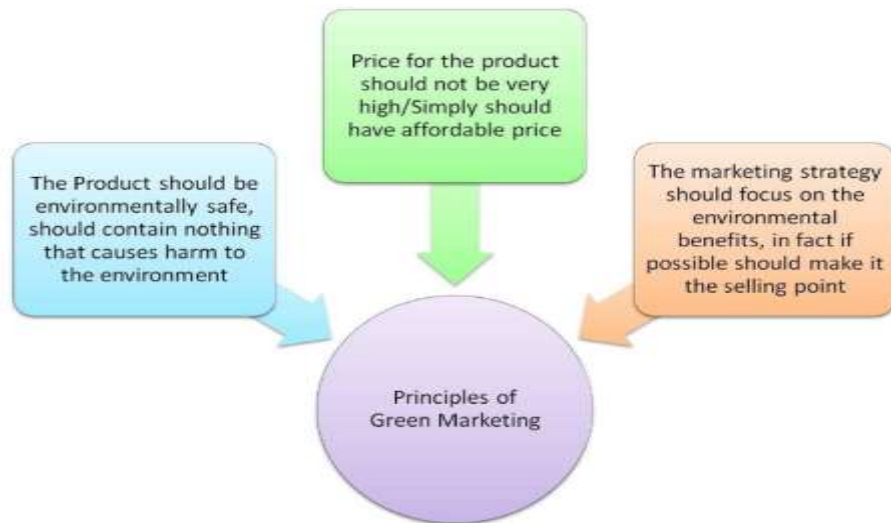 Price for the product
should not be very
high/Simply should
have affordable price
The Product should be
environmentally safe,
should contain nothing
that causes harm to
the environment
The marketing strategy
should focus on the
environmental
benefits, in fact if
possible should make it
the selling point
Principles of
Green Marketing